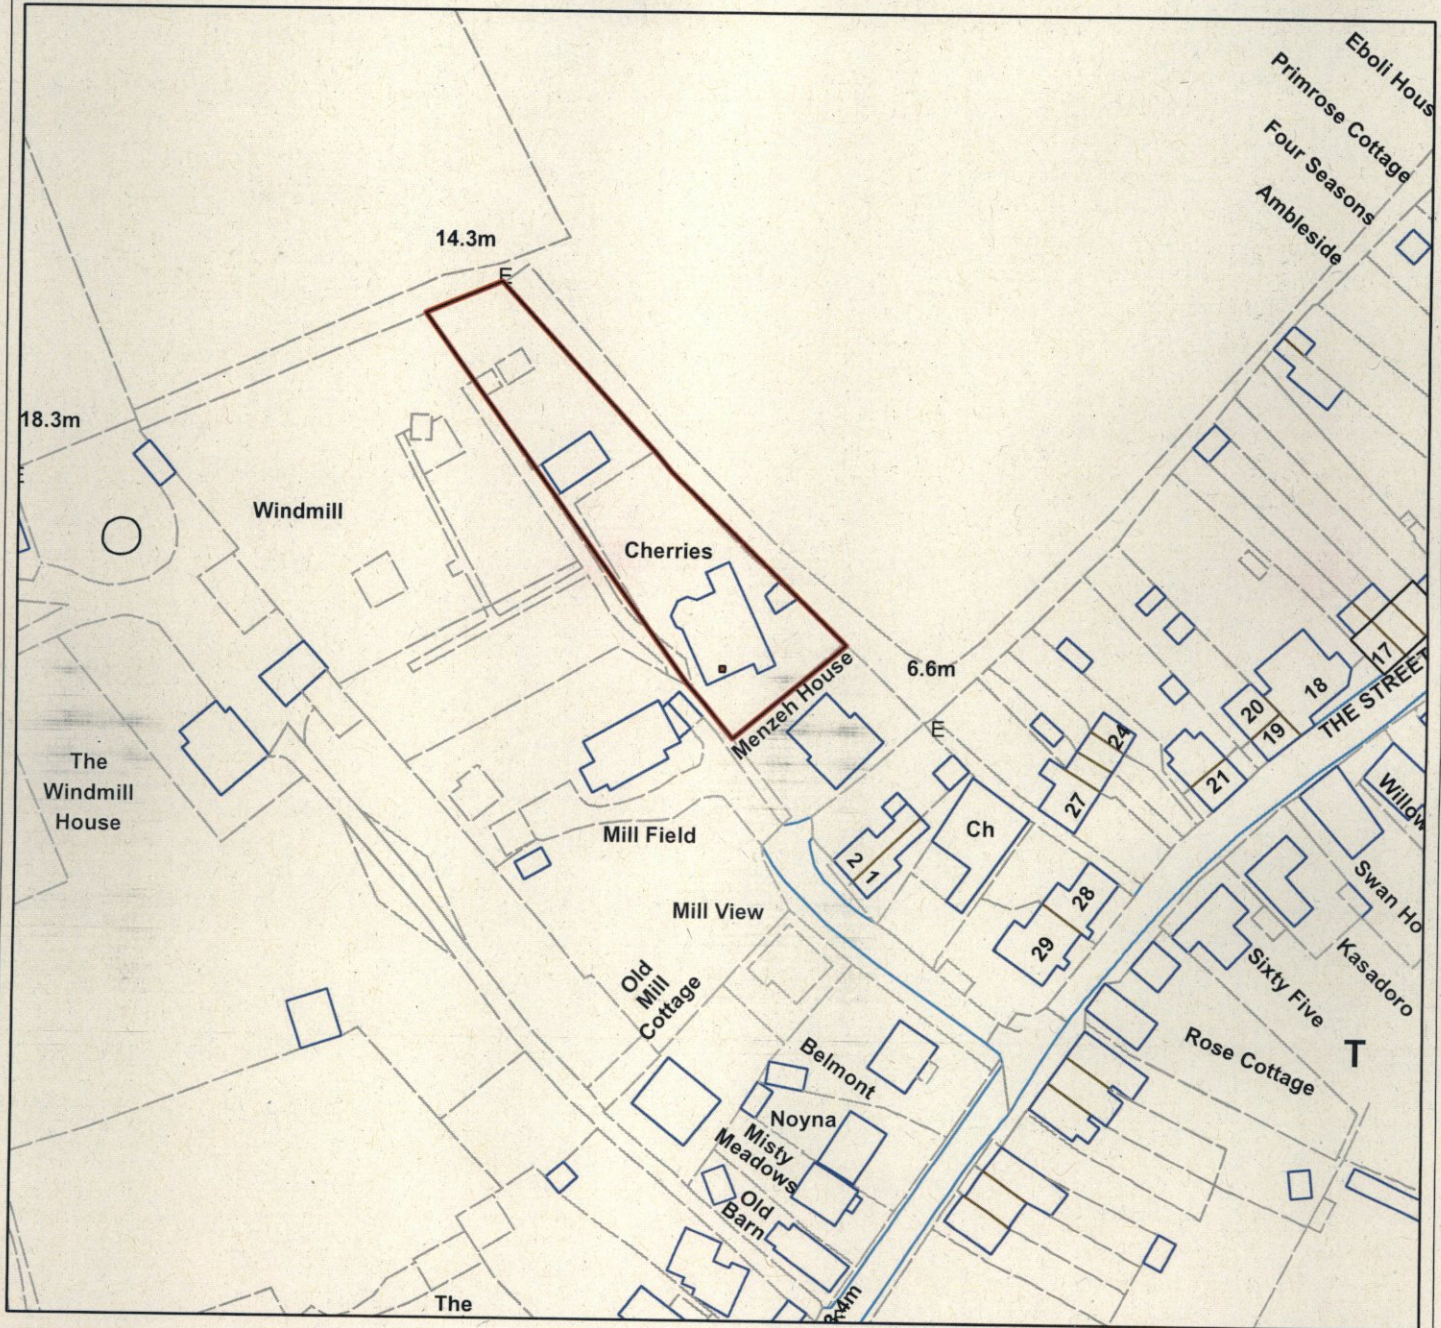 Eboli Hous
Primrose Cottage
Four Seasons
Ambleside
14.3m
E
18.3m
E
Windmill
Cherries
Menzeh House
6.6m
E
17
18
THE STREET
20
19
24
21
27
Willow
Ch
The
Windmill
House
Mill Field
2
1
Swan Ho
28
29
Mill View
Kasadoro
Sixty Five
Old
Mill
Cottage
Rose Cottage
T
Belmont
Noyna
Misty
Meadows
Old
Barn
The